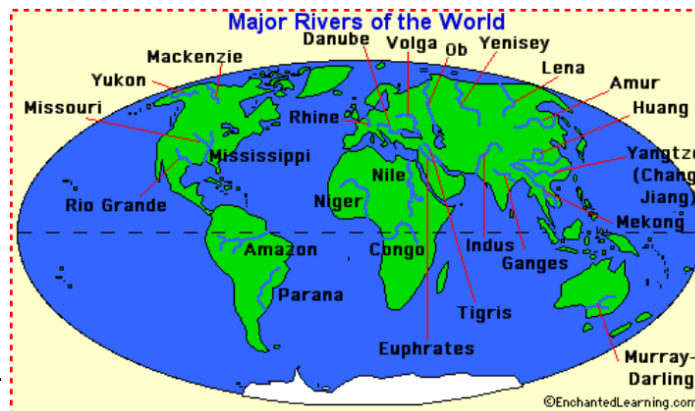 Major Rivers of the World
Danube
Volga
Ob
Yenisey
Mackenzie
Lena
Yukon
Amur
Missouri
Huang
Rhine
Mississippi
Yangtze
(Chang
Jiang)
Nile
Niger
Rio Grande
Mekong
Amazon
Congo
Indus
Ganges
Parana
Tigris
Euphrates
Murray-
Darling
©EnchantedLearning.com